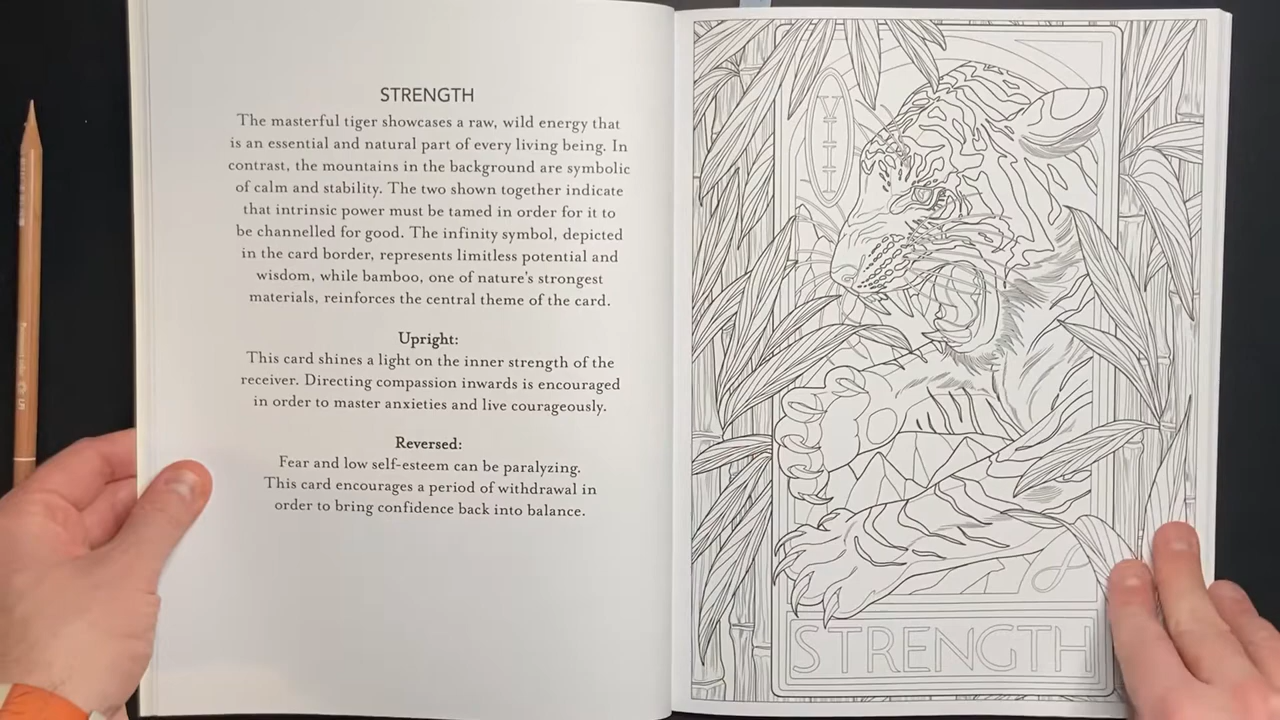 STRENGTH
The masterful tiger showcases a raw, wild energy that
is an essential and natural part of every living being. In
contrast, the mountains in the background are symbolic
of calm and stability. The two shown together indicate
that intrinsic power must be tamed in order for it to
be channelled for good. The infinity symbol, depicted
in the card border, represents limitless potential and
wisdom, while bamboo, one of nature's strongest
materials, reinforces the central theme of the card.
Upright:
This card shines a light on the inner strength of the
receiver. Directing compassion inwards is encouraged
in order to master anxieties and live courageously.
Reversed:
Fear and low self-esteem can be paralyzing.
This card encourages a period of withdrawal in
order to bring confidence back into balance.
VIII
STRENGTH